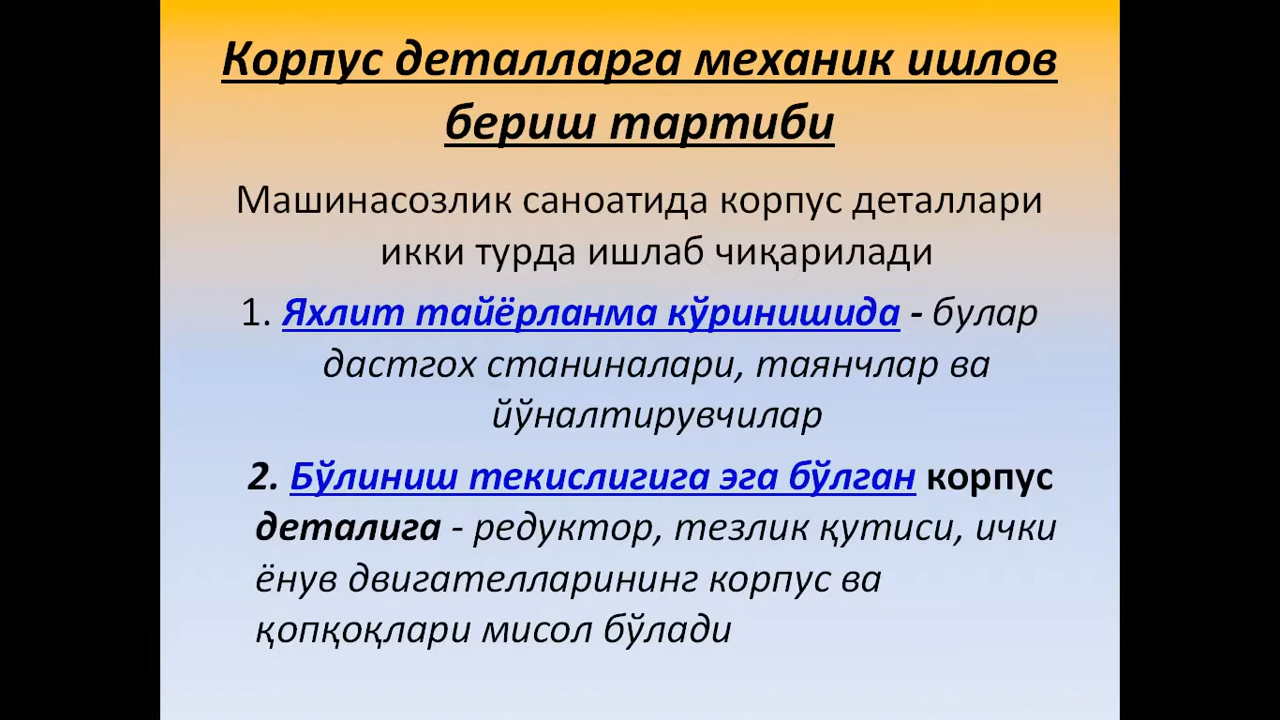 Корпус деталларга механик ишлов
бериш тартиби
Машинасозлик саноатида корпус деталлари
икки турда ишлаб чиқарилади
1. Яхлит тайёрланма кўринишида - булар
дастгох станиналари, таянчлар ва
йўналтирувчилар
2. Бўлиниш текислигига эга бўлган корпус
деталига - редуктор, тезлик қутиси, ички
ёнув двигателларининг корпус ва
қопқоқлари мисол бўлади